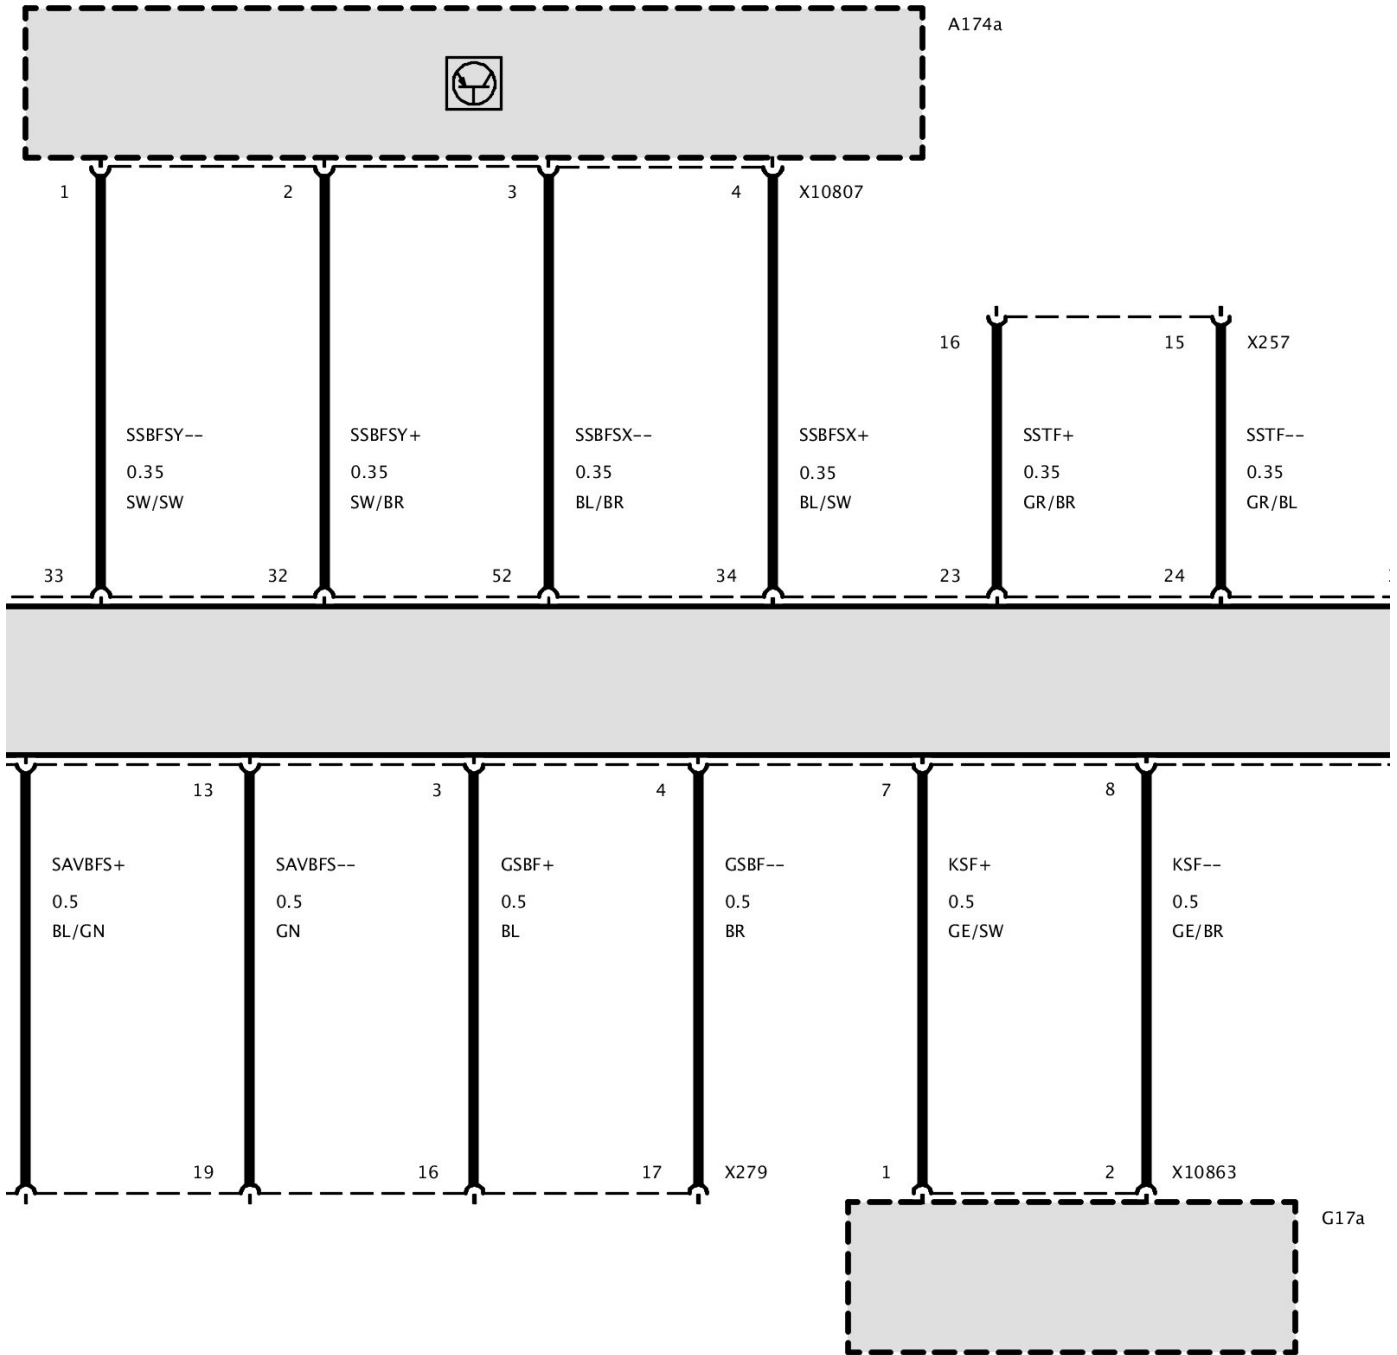 A174a
1 2 3 4 X10807
16 15 X257
SSBFSY-- SSBFSY+ SSBFSX-- SSBFSX+ SSTF+ SSTF--
0.35 0.35 0.35 0.35 0.35 0.35
SW/SW SW/BR BL/BR BL/SW GR/BR GR/BL
33 32 52 34 23 24
13 3 4 7 8
SAVBFS+ SAVBFS-- GSBF+ GSBF-- KSF+ KSF--
0.5 0.5 0.5 0.5 0.5 0.5
BL/GN GN BL BR GE/SW GE/BR
19 16 17 X279 1 2 X10863
G17a